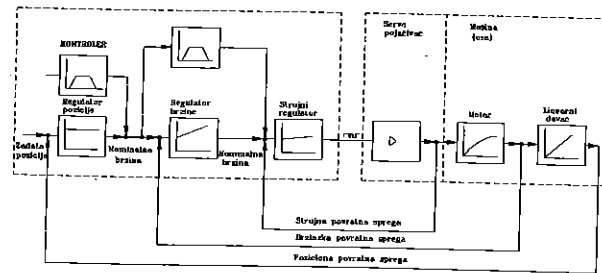 KONTROLER
Servo
pojačivač
Mašina
(osa)
Regulator
pozicije
Regulator
brzine
Strujni
regulator
Motor
Linearni
davac
Zadata
pozicija
Nominalna
brzina
Nominalna
brzina
Strujna povratna sprega
Brzinska povratna sprega
Poziciona povratna sprega